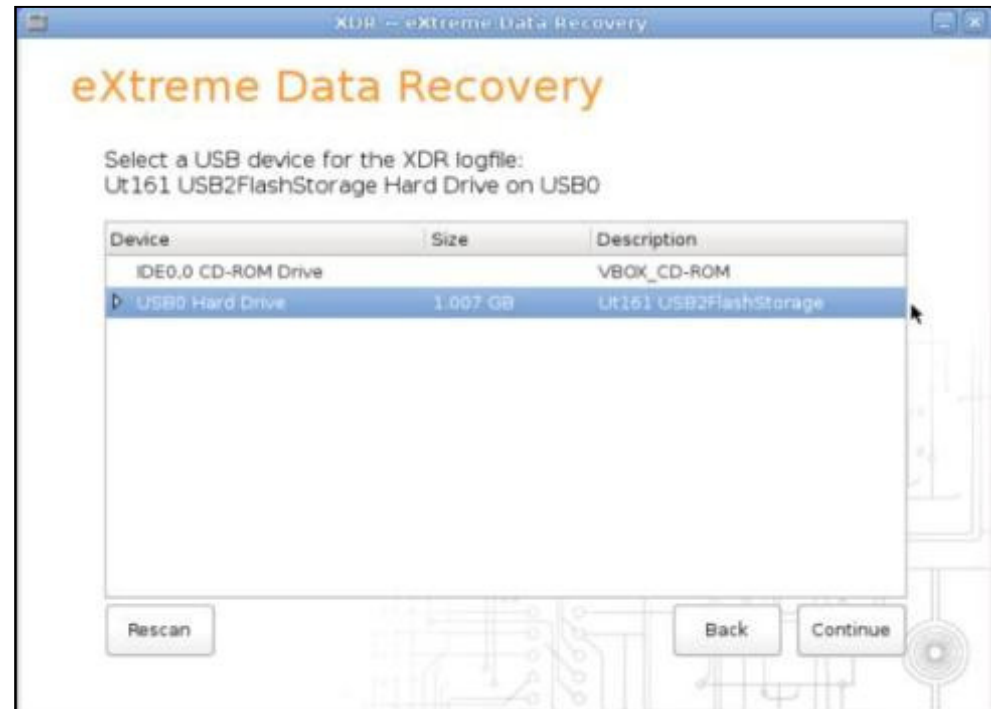 XDR – eXtreme Data Recovery
eXtreme Data Recovery
Select a USB device for the XDR logfile:
Ut161 USB2FlashStorage Hard Drive on USB0
Device Size Description
IDE0,0 CD-ROM Drive VBOX_CD-ROM
USB0 Hard Drive 1.007 GB Ut161 USB2FlashStorage
Rescan Back Continue